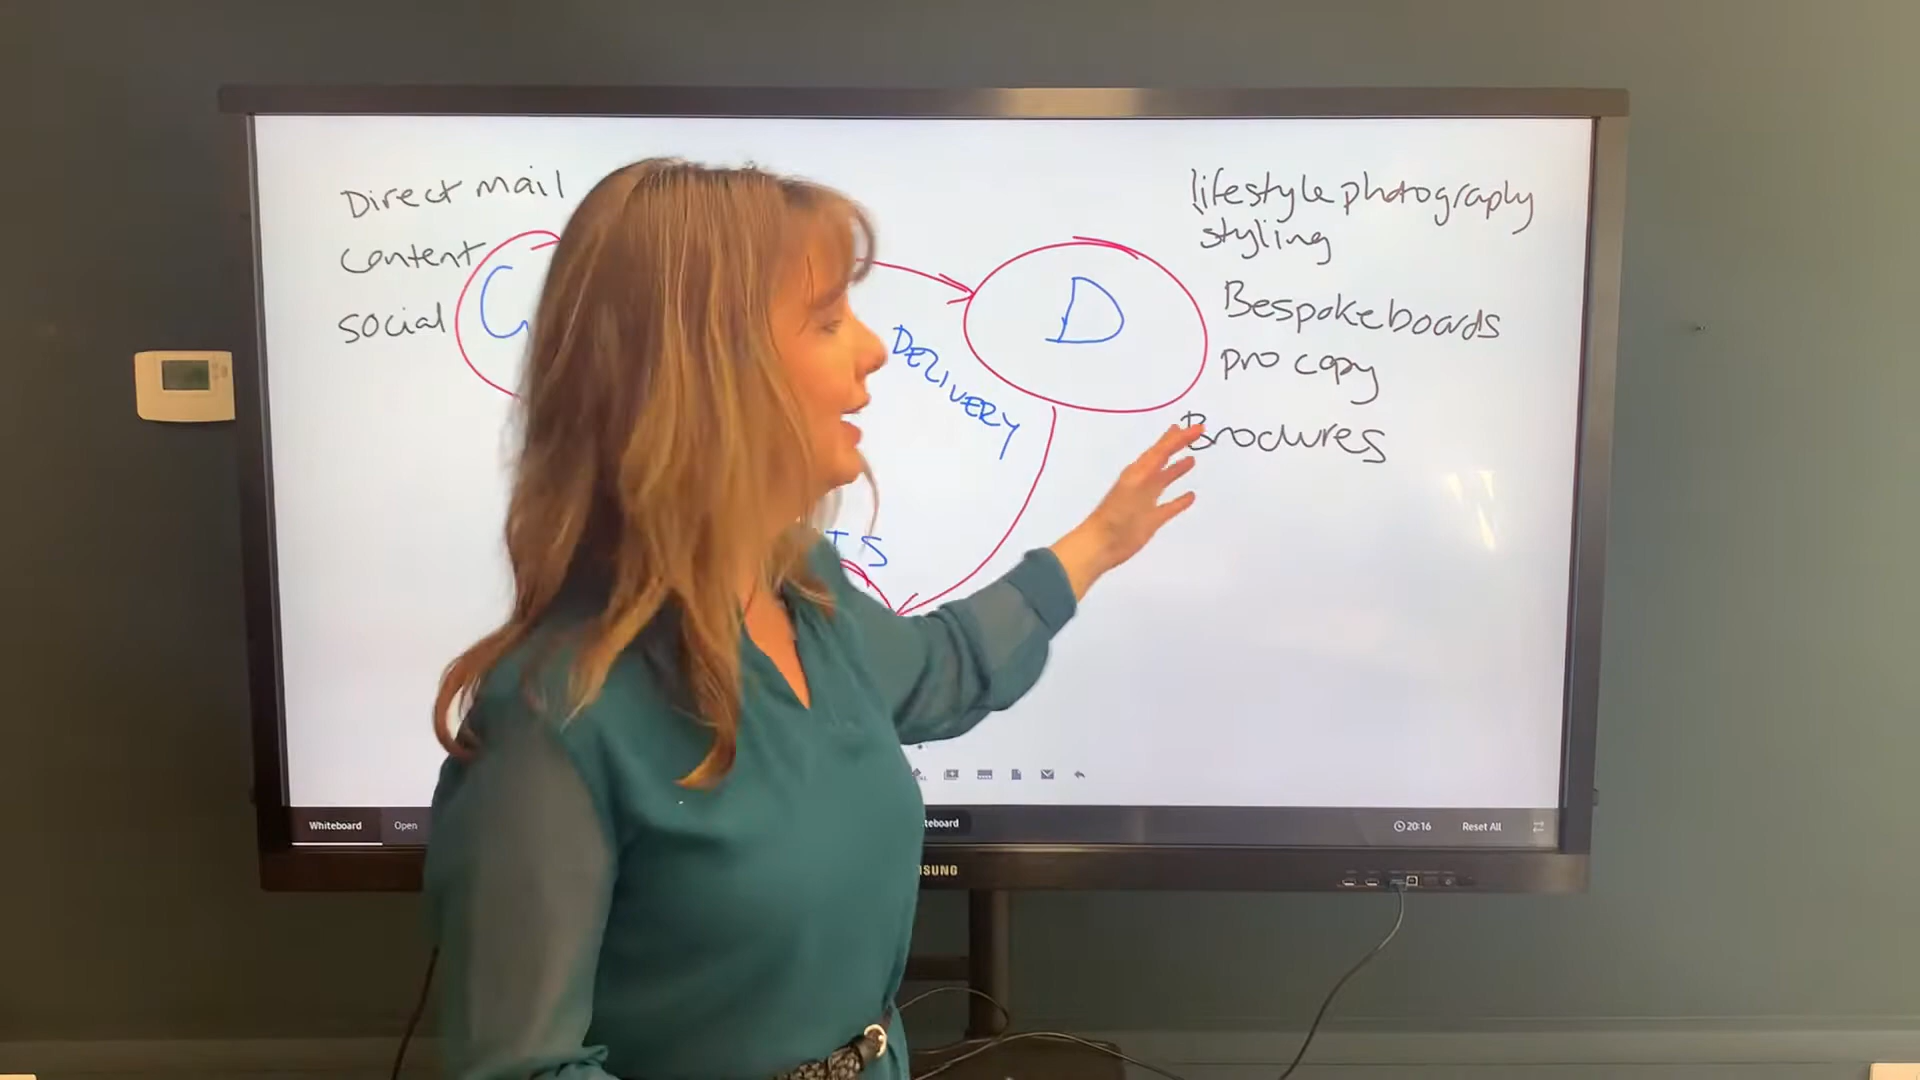 Direct mail
content
social
G
D
DELIVERY
lifestyle photography
styling
Bespoke boards
pro copy
Brochures
Whiteboard
Open
20:16
Reset All